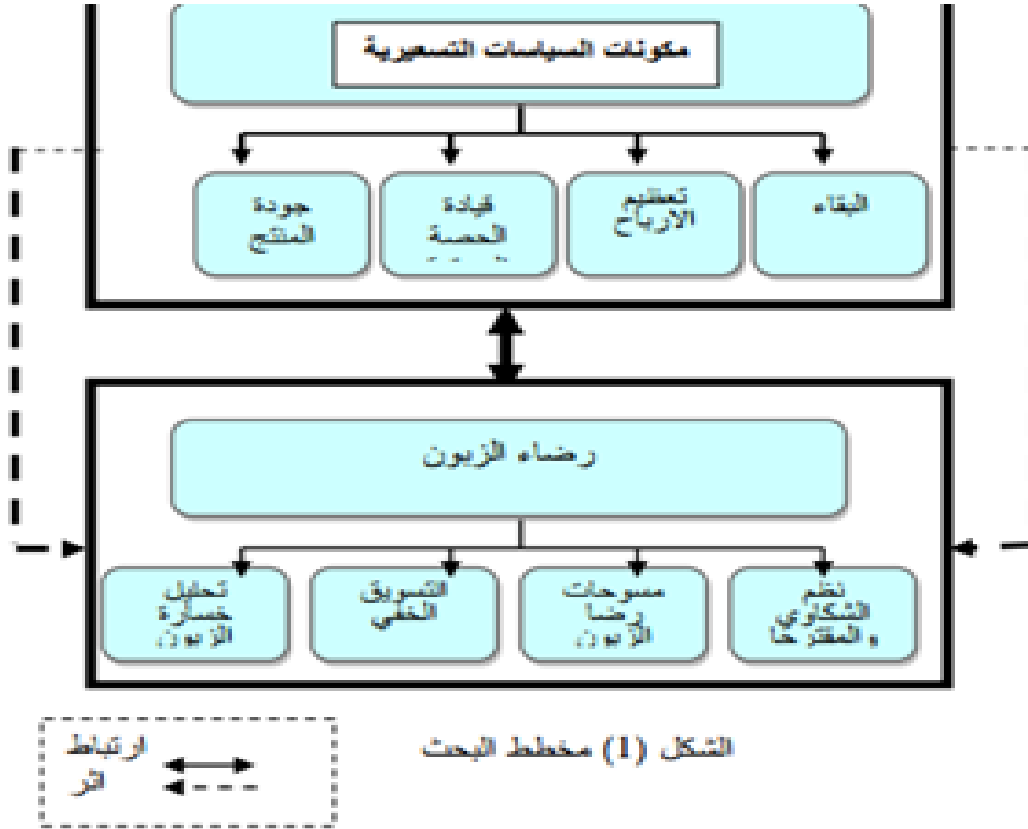 مكونات السياسات التسعيرية
البقاء
تعظيم
الارباح
قيادة
الحصة
جودة
المنتج
رضاء الزبون
نظم
الشكاوي
والمقترحا
مسوحات
رضا
الزبون
التسويق
الخفي
تحليل
خسارة
الزبون
الشكل (1) مخطط البحث
ارتباط
اثر